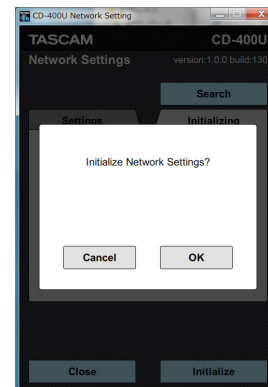 CD-400U Network Setting
TASCAM CD-400U
Network Settings version:1.0.0 build:130
Search
Settings Initializing
Initialize Network Settings?
Cancel OK
Close Initialize